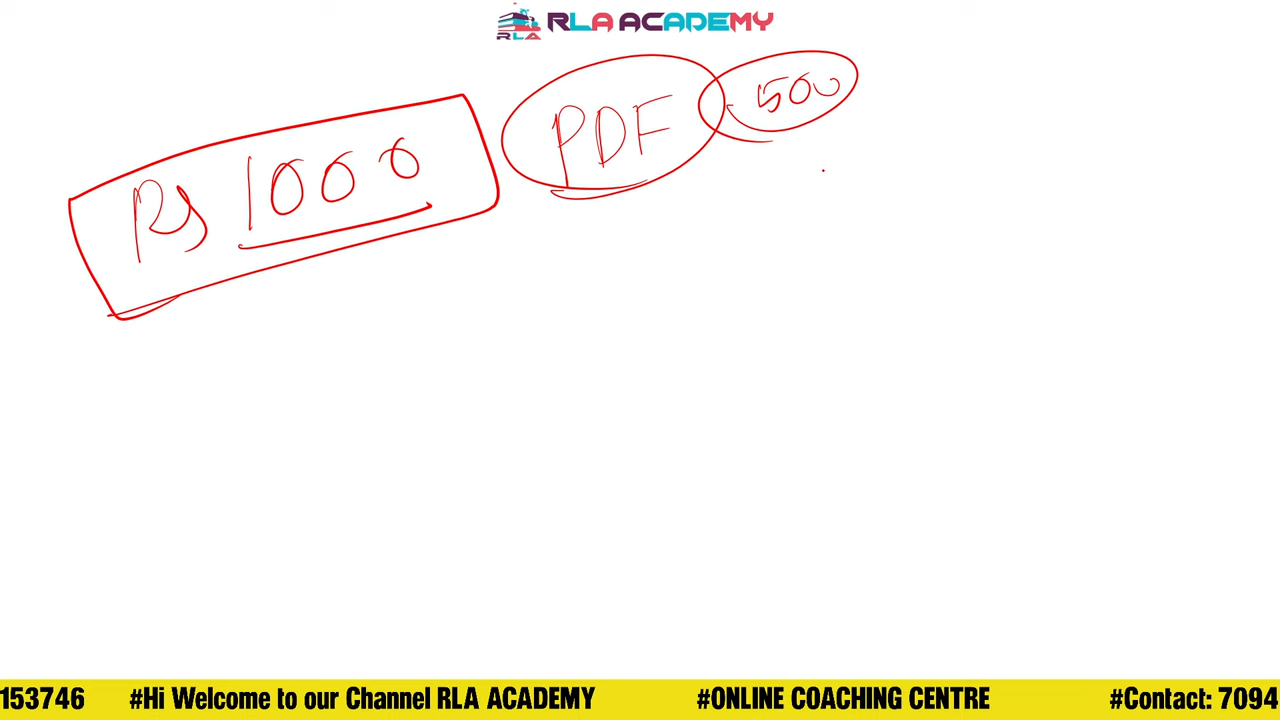 RLA ACADEMY
RLA
Rs 1000 PDF 500
153746 #Hi Welcome to our Channel RLA ACADEMY #ONLINE COACHING CENTRE #Contact: 7094